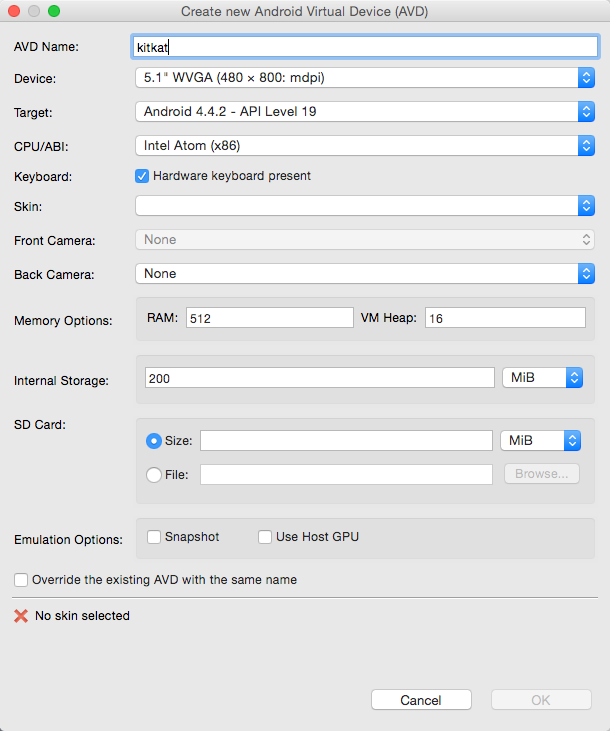 Create new Android Virtual Device (AVD)
AVD Name: kitkat
Device: 5.1" WVGA (480 × 800: mdpi)
Target: Android 4.4.2 - API Level 19
CPU/ABI: Intel Atom (x86)
Keyboard: Hardware keyboard present
Skin:
Front Camera: None
Back Camera: None
Memory Options: RAM: 512 VM Heap: 16
Internal Storage: 200 MiB
SD Card:
Size: MiB
File: Browse...
Emulation Options: Snapshot Use Host GPU
Override the existing AVD with the same name
No skin selected
Cancel OK